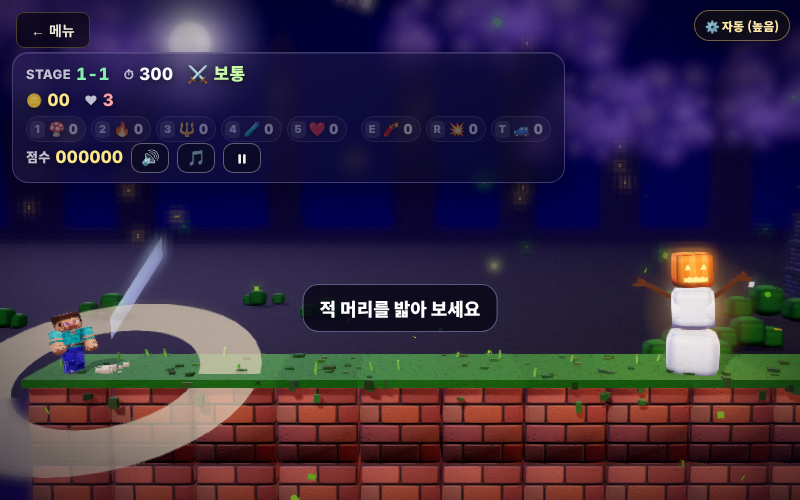 ← 메뉴
⚙️ 자동 (높음)
STAGE 1-1 ⏱ 300 ⚔️ 보통
🪙 00 ♥ 3
1 🍄 0 2 🔥 0 3 🔱 0 4 🧪 0 5 ❤️ 0 E 🧨 0 R 💥 0 T 🚙 0
점수 000000 🔊 🎵 ⏸
적 머리를 밟아 보세요